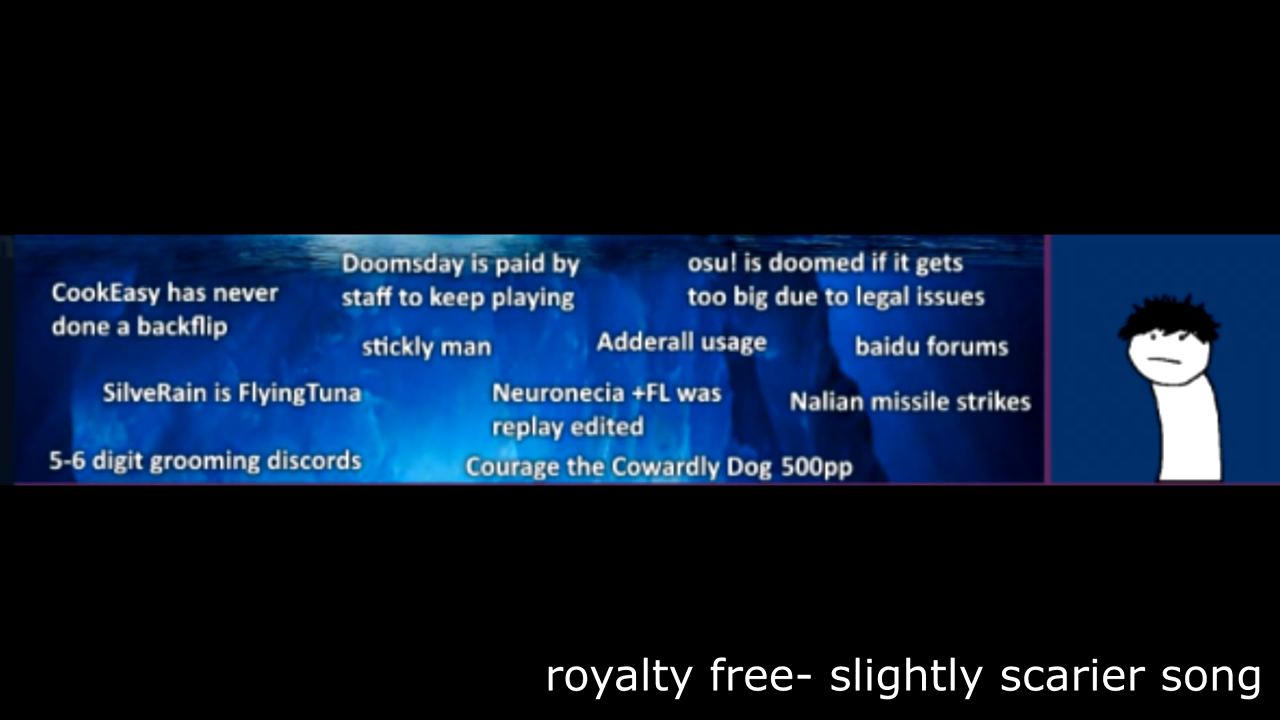 Doomsday is paid by
staff to keep playing
osu! is doomed if it gets
too big due to legal issues
CookEasy has never
done a backflip
stickly man
Adderall usage
baidu forums
SilveRain is FlyingTuna
Neuronecia +FL was
replay edited
Nalian missile strikes
5-6 digit grooming discords
Courage the Cowardly Dog 500pp
royalty free- slightly scarier song